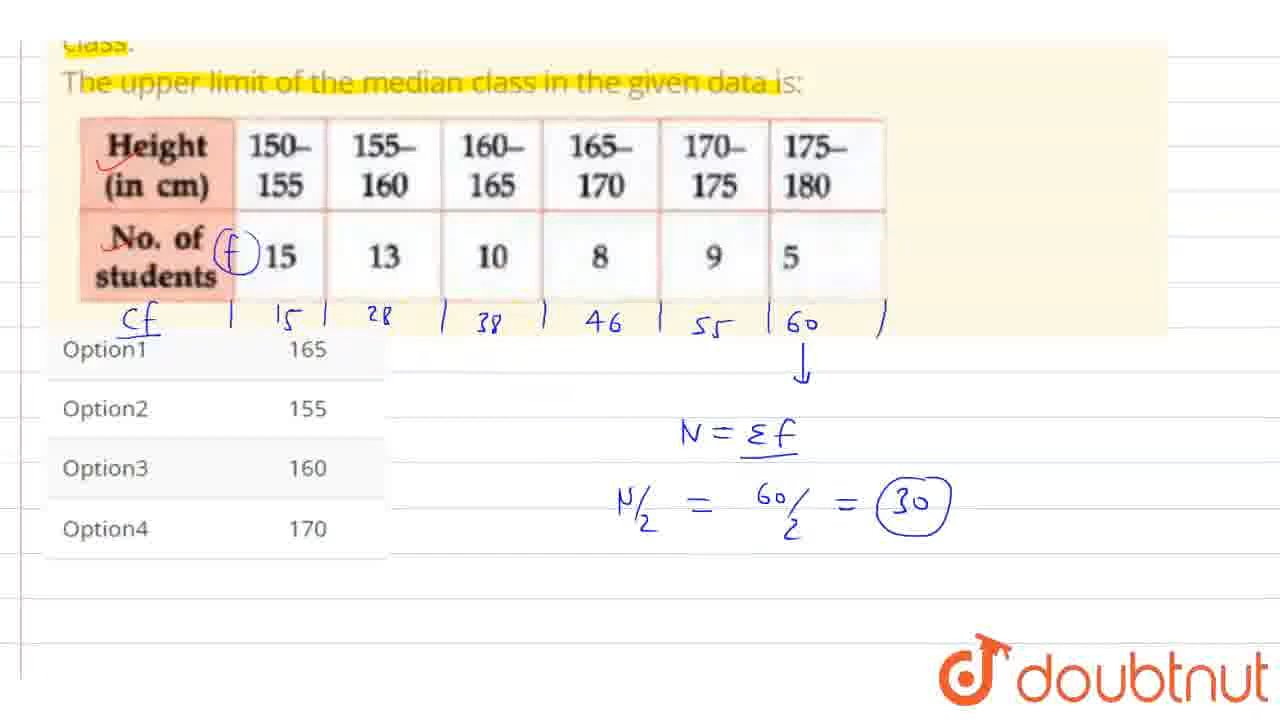 class.
The upper limit of the median class in the given data is:
Height (in cm) 150–155 155–160 160–165 165–170 170–175 175–180
No. of students f 15 13 10 8 9 5
cf 15 28 38 46 55 60
Option1 165
Option2 155
Option3 160
Option4 170
N = Σf
N/2 = 60/2 = 30
doubtnut